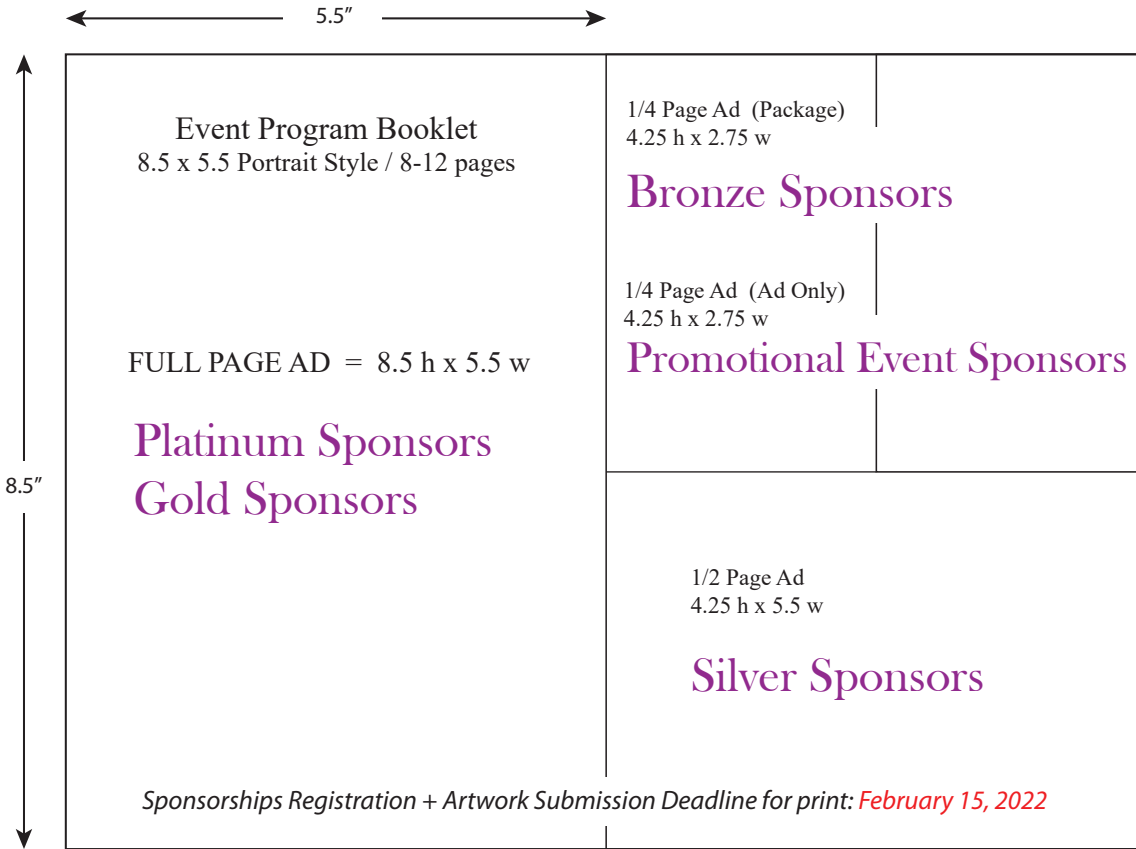 5.5”
8.5”
Event Program Booklet
8.5 x 5.5 Portrait Style / 8-12 pages
FULL PAGE AD = 8.5 h x 5.5 w
Platinum Sponsors
Gold Sponsors
1/4 Page Ad (Package)
4.25 h x 2.75 w
Bronze Sponsors
1/4 Page Ad (Ad Only)
4.25 h x 2.75 w
Promotional Event Sponsors
1/2 Page Ad
4.25 h x 5.5 w
Silver Sponsors
Sponsorships Registration + Artwork Submission Deadline for print: February 15, 2022